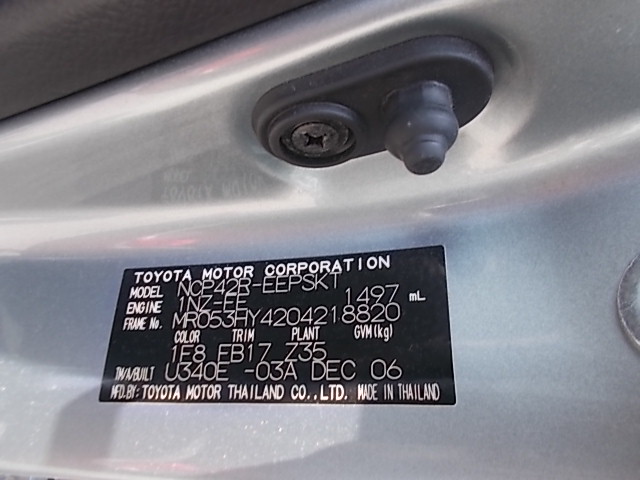 TOYOTA MOTOR CORPORATION
MODEL NCP42R-EEPSKT
ENGINE 1NZ-FE 1497 mL
FRAME No. MR053HY4204218820
COLOR TRIM PLANT GVM(kg)
1F8 FB17 Z35
T/A/BUILT U340E -03A DEC 06
MFD.BY: TOYOTA MOTOR THAILAND CO.,LTD. MADE IN THAILAND